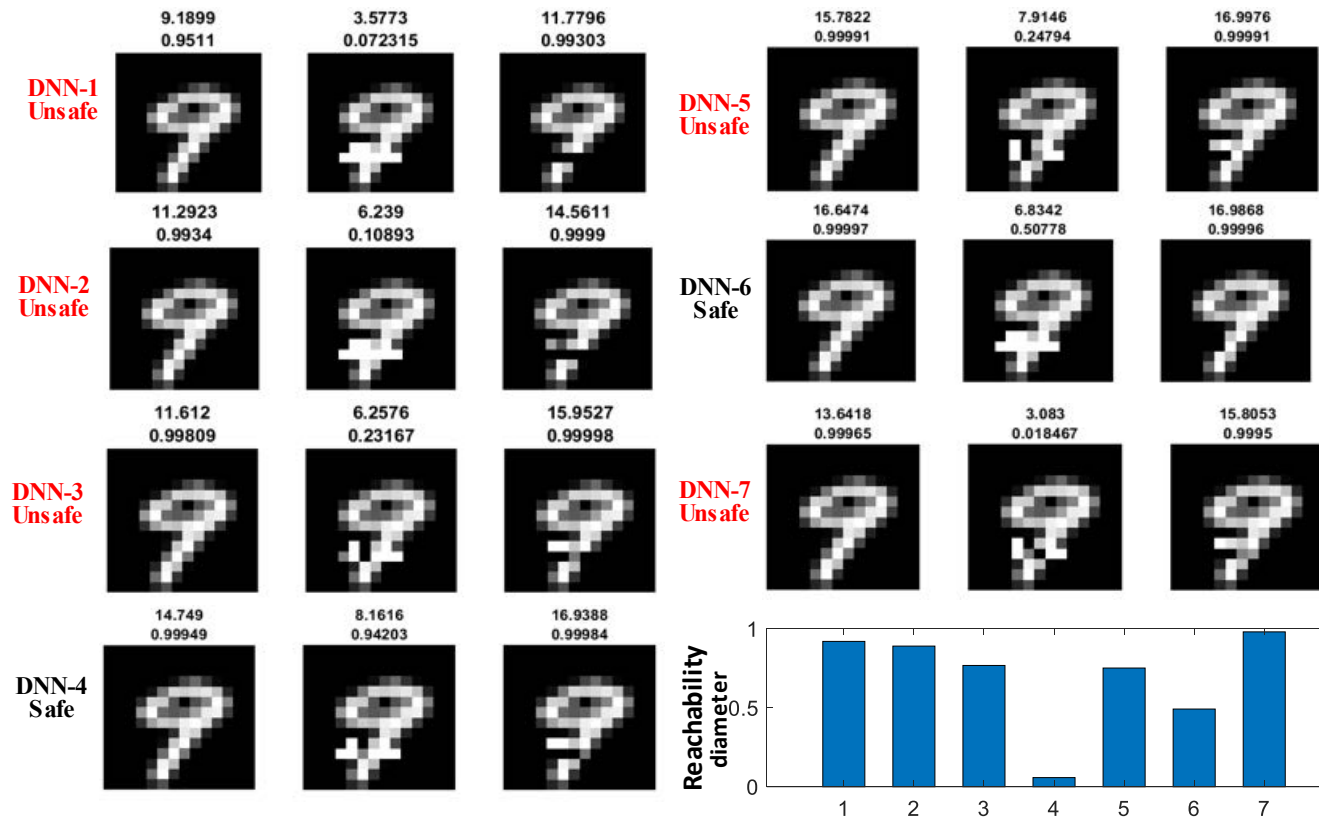 9.1899 3.5773 11.7796
0.9511 0.072315 0.99303
DNN-1
Unsafe
11.2923 6.239 14.5611
0.9934 0.10893 0.9999
DNN-2
Unsafe
11.612 6.2576 15.9527
0.99809 0.23167 0.99998
DNN-3
Unsafe
14.749 8.1616 16.9388
0.99949 0.94203 0.99984
DNN-4
Safe
15.7822 7.9146 16.9976
0.99991 0.24794 0.99991
DNN-5
Unsafe
16.6474 6.8342 16.9868
0.99997 0.50778 0.99996
DNN-6
Safe
13.6418 3.083 15.8053
0.99965 0.018467 0.9995
DNN-7
Unsafe
Reachability
diameter
1
0.5
0
1 2 3 4 5 6 7